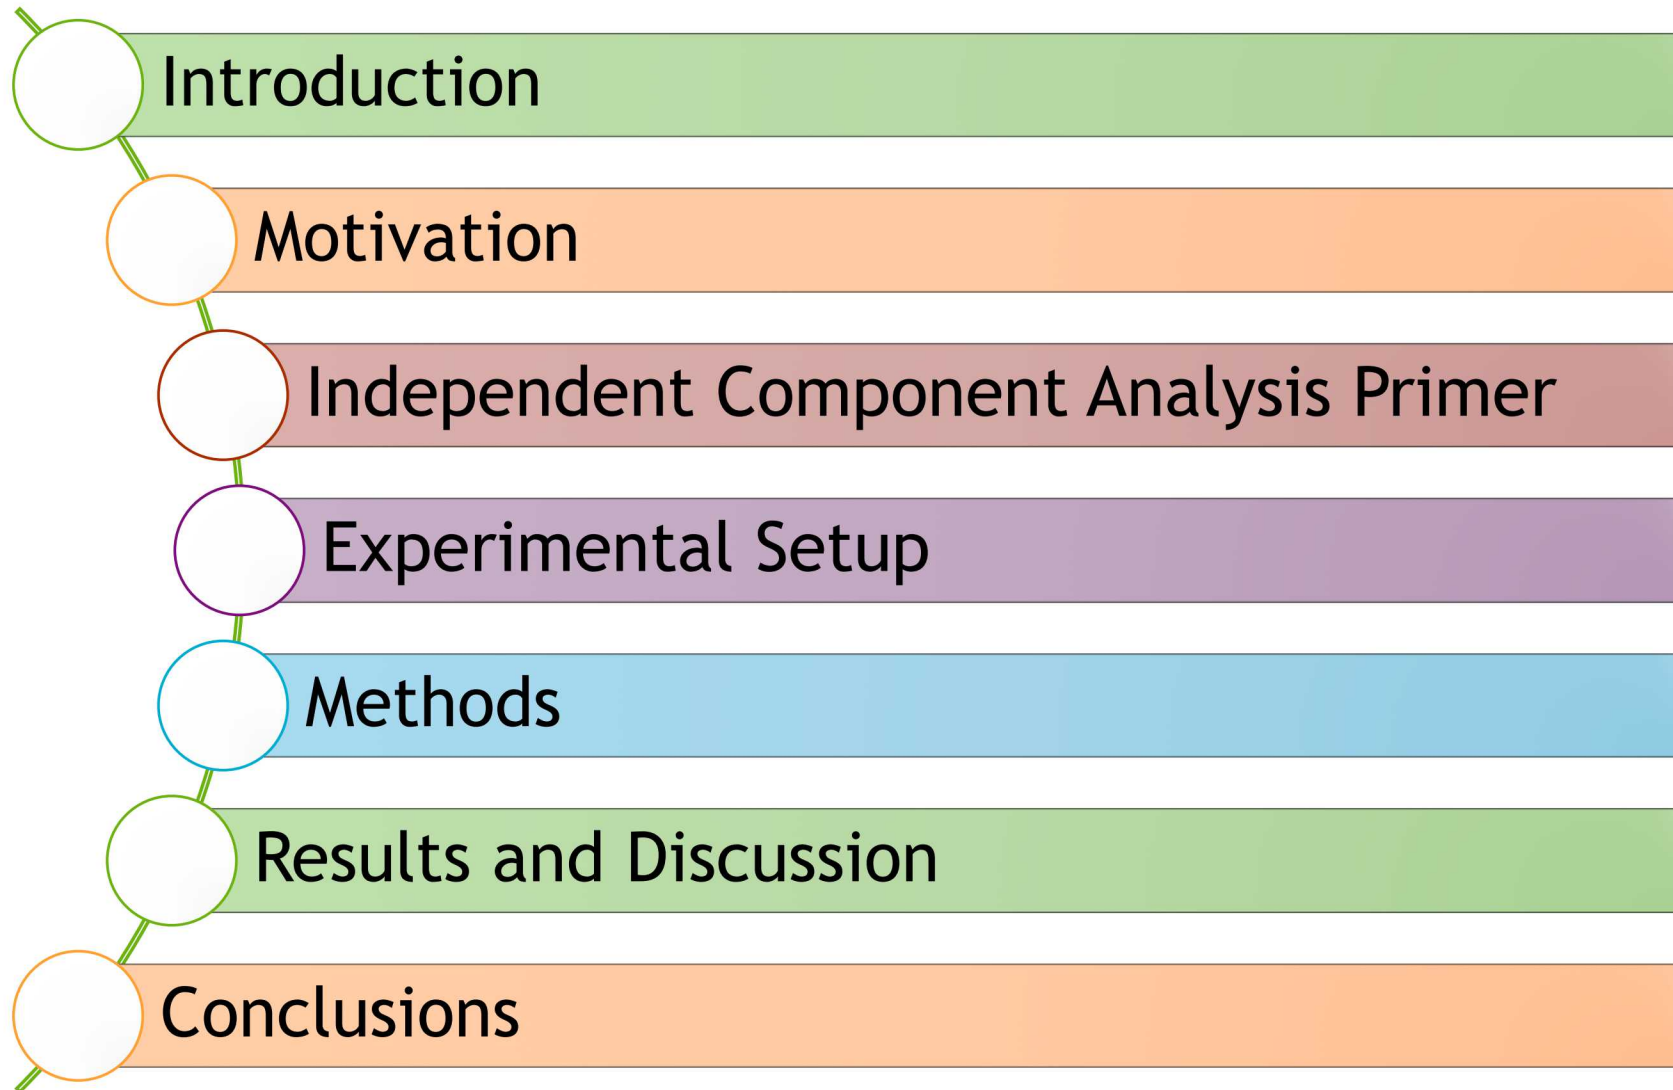 Introduction
Motivation
Independent Component Analysis Primer
Experimental Setup
Methods
Results and Discussion
Conclusions